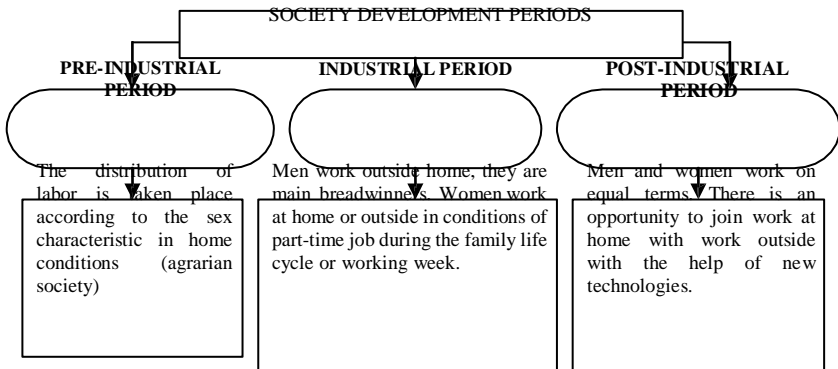 SOCIETY DEVELOPMENT PERIODS
PRE-INDUSTRIAL
PERIOD
INDUSTRIAL PERIOD
POST-INDUSTRIAL
PERIOD
The distribution of
labor is taken place
according to the sex
characteristic in home
conditions (agrarian
society)
Men work outside home, they are
main breadwinners. Women work
at home or outside in conditions of
part-time job during the family life
cycle or working week.
Men and women work on
equal terms. There is an
opportunity to join work at
home with work outside
with the help of new
technologies.